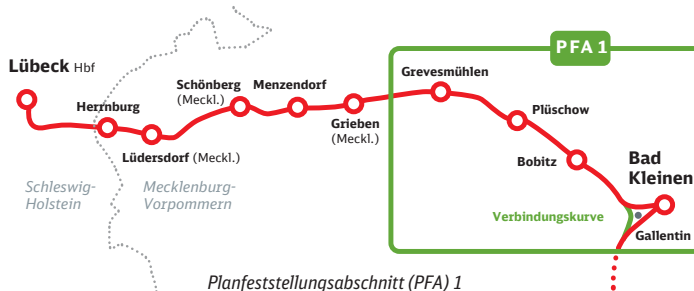 PFA 1
Lübeck Hbf
Herrnburg
Lüdersdorf (Meckl.)
Schönberg
(Meckl.)
Menzendorf
Grieben
(Meckl.)
Grevesmühlen
Plüschow
Bobitz
Bad
Kleinen
Verbindungskurve
Gallentin
Schleswig-
Holstein
Mecklenburg-
Vorpommern
Planfeststellungsabschnitt (PFA) 1